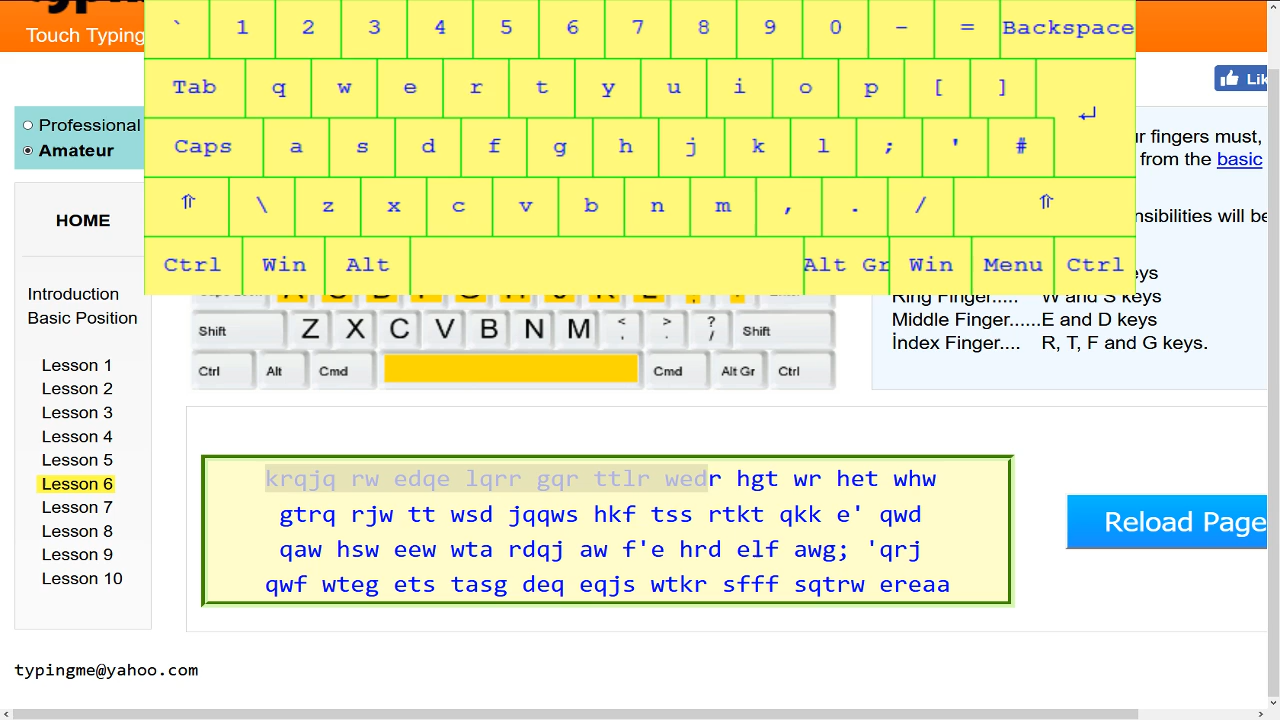 Touch Typing
` 1 2 3 4 5 6 7 8 9 0 - = Backspace
Tab q w e r t y u i o p [ ] ↵
Caps a s d f g h j k l ; ' #
⇑ \ z x c v b n m , . / ⇑
Ctrl Win Alt Alt Gr Win Menu Ctrl
Lik
Professional
Amateur
HOME
Introduction
Basic Position
Lesson 1
Lesson 2
Lesson 3
Lesson 4
Lesson 5
Lesson 6
Lesson 7
Lesson 8
Lesson 9
Lesson 10
Shift Z X C V B N M < , > . ? / Shift
Ctrl Alt Cmd Cmd Alt Gr Ctrl
r fingers must,
from the basic
nsibilities will be
eys
Ring Finger..... W and S keys
Middle Finger......E and D keys
İndex Finger.... R, T, F and G keys.
krqjq rw edqe lqrr gqr ttlr wedr hgt wr het whw
gtrq rjw tt wsd jqqws hkf tss rtkt qkk e' qwd
qaw hsw eew wta rdqj aw f'e hrd elf awg; 'qrj
qwf wteg ets tasg deq eqjs wtkr sfff sqtrw ereaa
Reload Page
typingme@yahoo.com